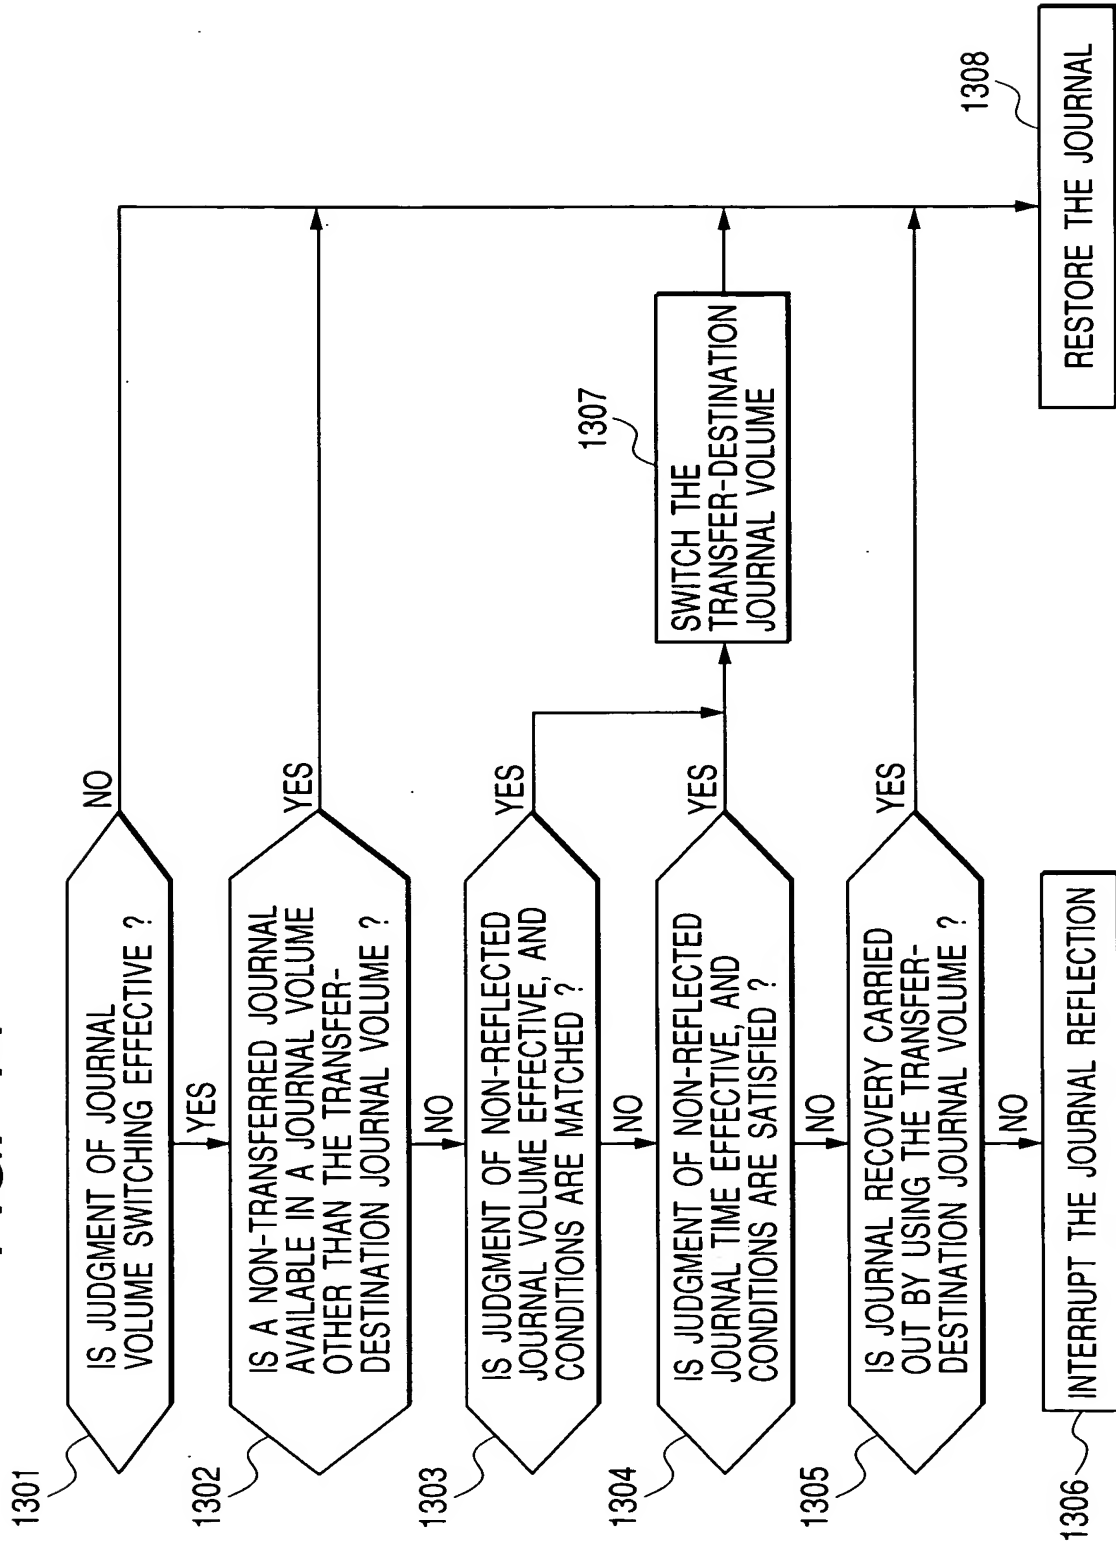 1301
IS JUDGMENT OF JOURNAL
VOLUME SWITCHING EFFECTIVE ?
NO
YES
1302
IS A NON-TRANSFERRED JOURNAL
AVAILABLE IN A JOURNAL VOLUME
OTHER THAN THE TRANSFER-
DESTINATION JOURNAL VOLUME ?
YES
NO
1303
IS JUDGMENT OF NON-REFLECTED
JOURNAL VOLUME EFFECTIVE, AND
CONDITIONS ARE MATCHED ?
YES
NO
1304
IS JUDGMENT OF NON-REFLECTED
JOURNAL TIME EFFECTIVE, AND
CONDITIONS ARE SATISFIED ?
YES
1307
SWITCH THE
TRANSFER-DESTINATION
JOURNAL VOLUME
NO
1305
IS JOURNAL RECOVERY CARRIED
OUT BY USING THE TRANSFER-
DESTINATION JOURNAL VOLUME ?
YES
NO
1306
INTERRUPT THE JOURNAL REFLECTION
1308
RESTORE THE JOURNAL